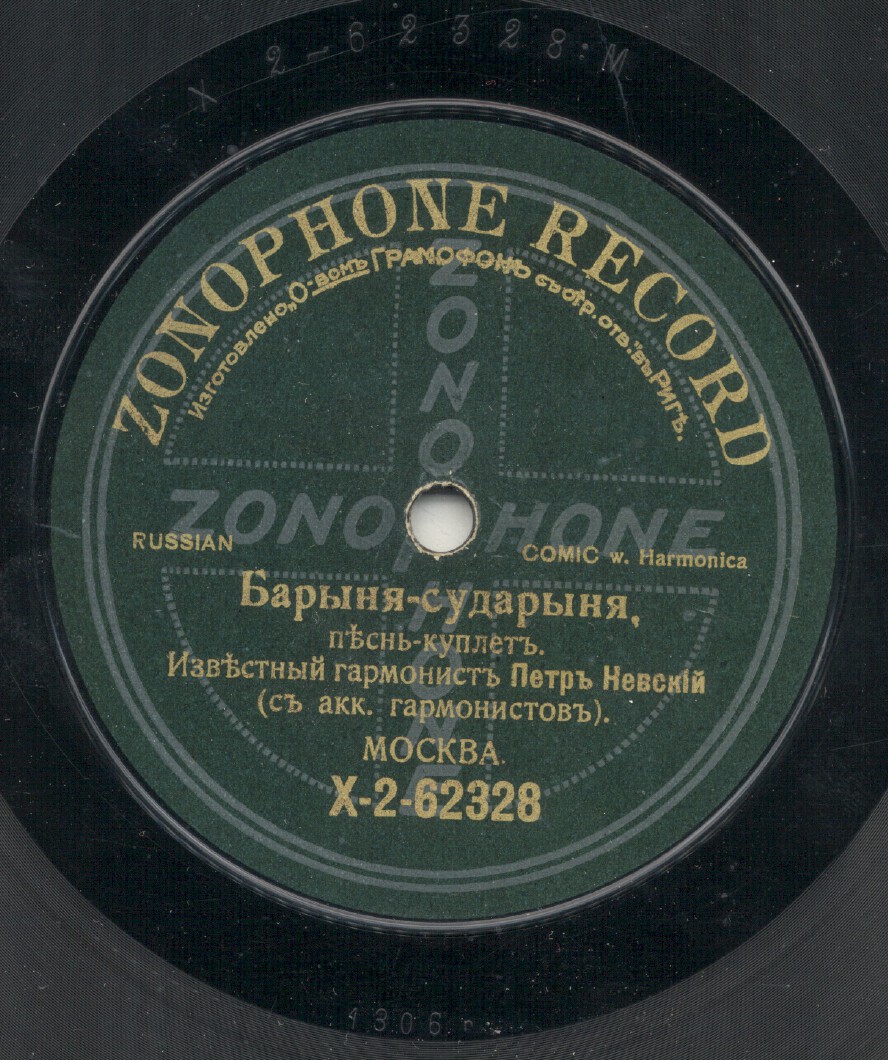 X 2-62328:M
ZONOPHONE RECORD
Изготовлено „О-вомъ ГРАМОФОНЪ съ огр. отв." въ Ригѣ.
ZONOPHONE
ZONOPHONE
RUSSIAN
COMIC w. Harmonica
Барыня-сударыня,
пѣснь-куплетъ.
Извѣстный гармонистъ Петръ Невскій
(съ акк. гармонистовъ).
МОСКВА.
X-2-62328
1306